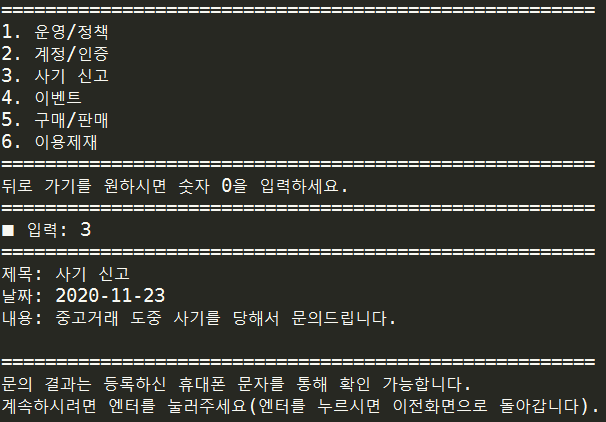 ======================================================
1. 운영/정책
2. 계정/인증
3. 사기 신고
4. 이벤트
5. 구매/판매
6. 이용제재
======================================================
뒤로 가기를 원하시면 숫자 0을 입력하세요.
======================================================
■ 입력: 3
======================================================
제목: 사기 신고
날짜: 2020-11-23
내용: 중고거래 도중 사기를 당해서 문의드립니다.
======================================================
문의 결과는 등록하신 휴대폰 문자를 통해 확인 가능합니다.
계속하시려면 엔터를 눌러주세요(엔터를 누르시면 이전화면으로 돌아갑니다).